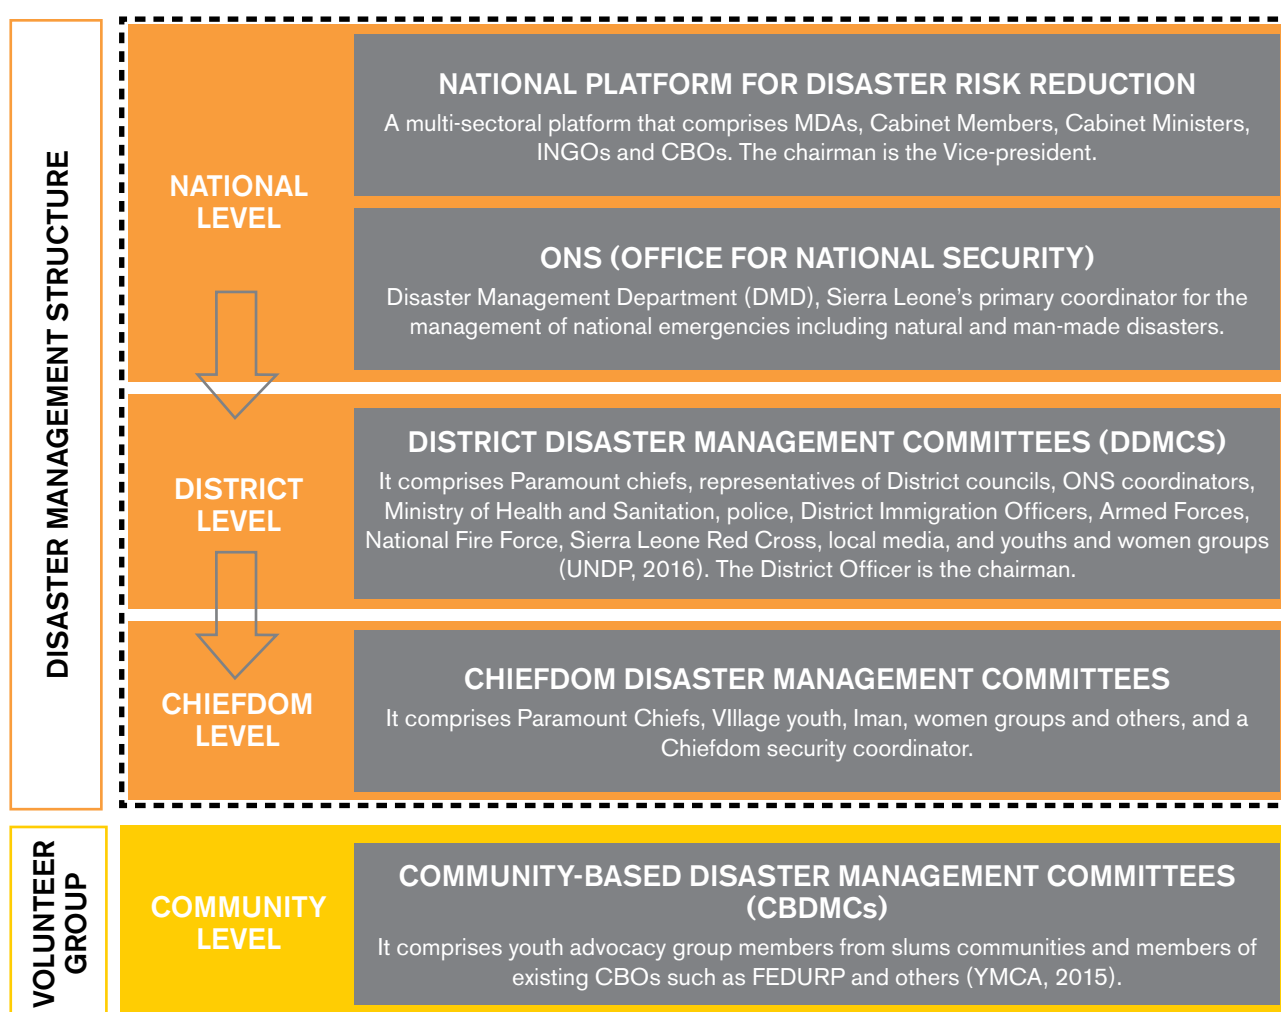 DISASTER MANAGEMENT STRUCTURE
NATIONAL
LEVEL
NATIONAL PLATFORM FOR DISASTER RISK REDUCTION
A multi-sectoral platform that comprises MDAs, Cabinet Members, Cabinet Ministers,
INGOs and CBOs. The chairman is the Vice-president.
ONS (OFFICE FOR NATIONAL SECURITY)
Disaster Management Department (DMD), Sierra Leone’s primary coordinator for the
management of national emergencies including natural and man-made disasters.
DISTRICT
LEVEL
DISTRICT DISASTER MANAGEMENT COMMITTEES (DDMCS)
It comprises Paramount chiefs, representatives of District councils, ONS coordinators,
Ministry of Health and Sanitation, police, District Immigration Officers, Armed Forces,
National Fire Force, Sierra Leone Red Cross, local media, and youths and women groups
(UNDP, 2016). The District Officer is the chairman.
CHIEFDOM
LEVEL
CHIEFDOM DISASTER MANAGEMENT COMMITTEES
It comprises Paramount Chiefs, VIllage youth, Iman, women groups and others, and a
Chiefdom security coordinator.
VOLUNTEER
GROUP
COMMUNITY
LEVEL
COMMUNITY-BASED DISASTER MANAGEMENT COMMITTEES
(CBDMCs)
It comprises youth advocacy group members from slums communities and members of
existing CBOs such as FEDURP and others (YMCA, 2015).